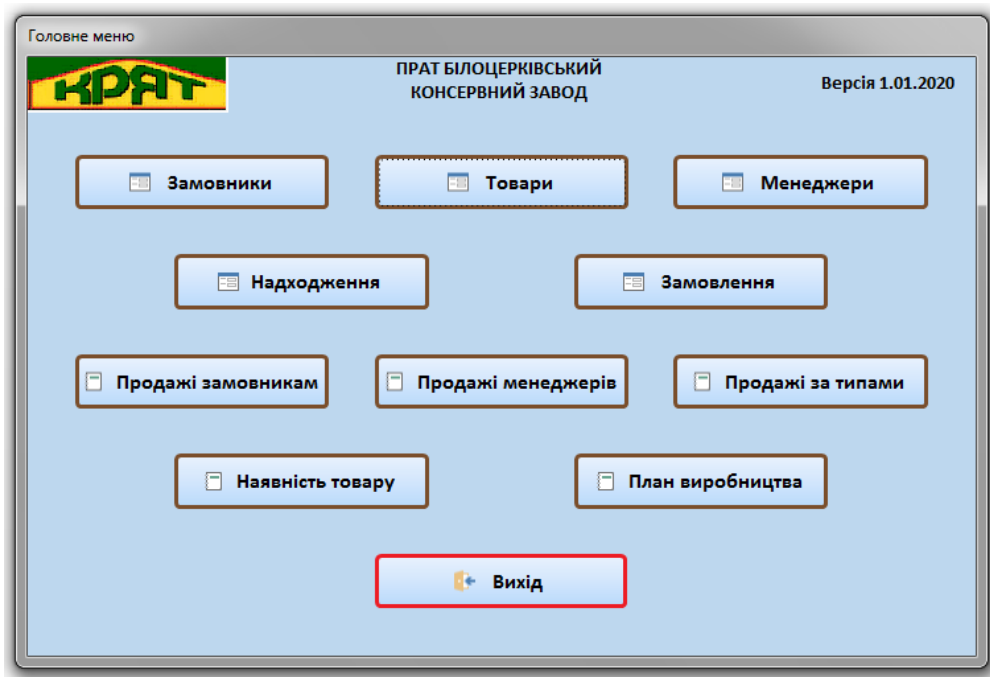 Головне меню
КРЯТ
ПРАТ БІЛОЦЕРКІВСЬКИЙ
КОНСЕРВНИЙ ЗАВОД
Версія 1.01.2020
Замовники
Товари
Менеджери
Надходження
Замовлення
Продажі замовникам
Продажі менеджерів
Продажі за типами
Наявність товару
План виробництва
Вихід